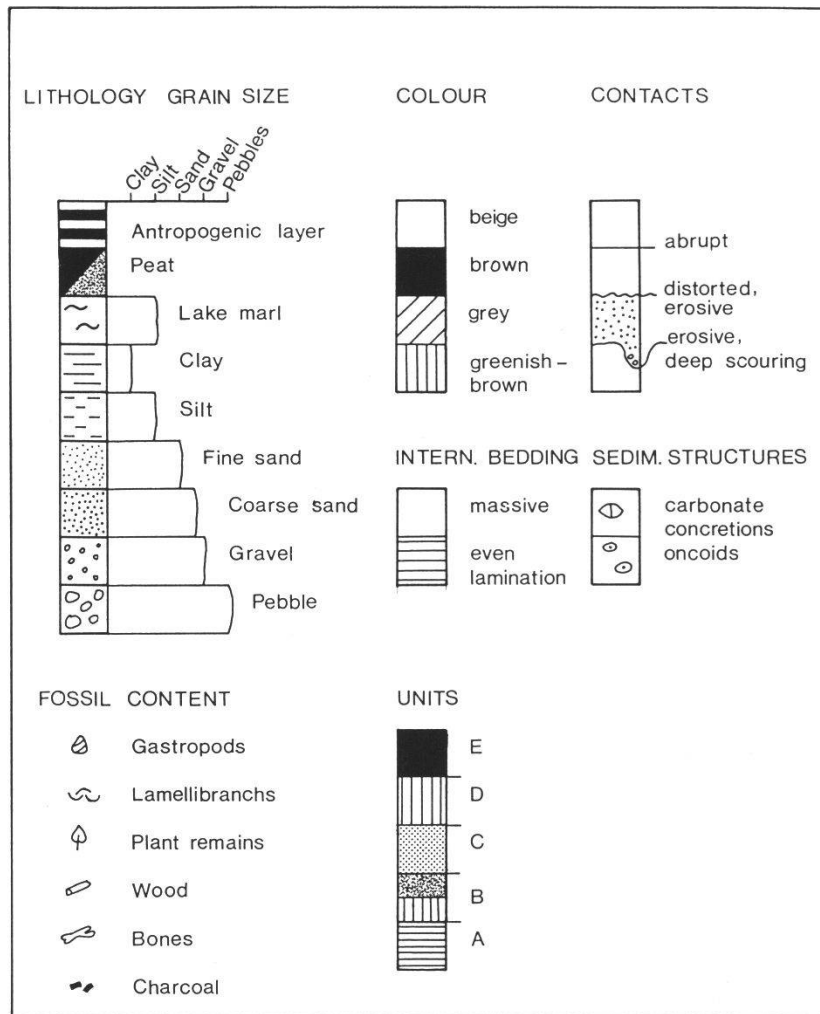 LITHOLOGY GRAIN SIZE
Clay
Silt
Sand
Gravel
Pebbles
Antropogenic layer
Peat
Lake marl
Clay
Silt
Fine sand
Coarse sand
Gravel
Pebble
COLOUR
beige
brown
grey
greenish-
brown
CONTACTS
abrupt
distorted,
erosive
erosive,
deep scouring
INTERN. BEDDING
massive
even
lamination
SEDIM. STRUCTURES
carbonate
concretions
oncoids
FOSSIL CONTENT
Gastropods
Lamellibranchs
Plant remains
Wood
Bones
Charcoal
UNITS
E
D
C
B
A